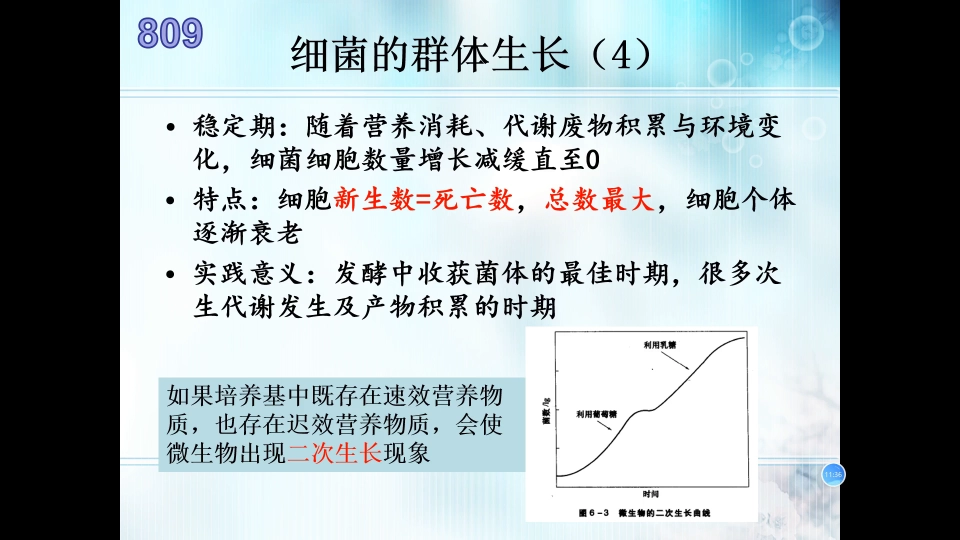 809
细菌的群体生长（4）
• 稳定期：随着营养消耗、代谢废物积累与环境变
化，细菌细胞数量增长减缓直至0
• 特点：细胞新生数=死亡数，总数最大，细胞个体
逐渐衰老
• 实践意义：发酵中收获菌体的最佳时期，很多次
生代谢发生及产物积累的时期
如果培养基中既存在速效营养物
质，也存在迟效营养物质，会使
微生物出现二次生长现象
利用乳糖
利用葡萄糖
菌数/lg
时间
图6-3 微生物的二次生长曲线
11:36